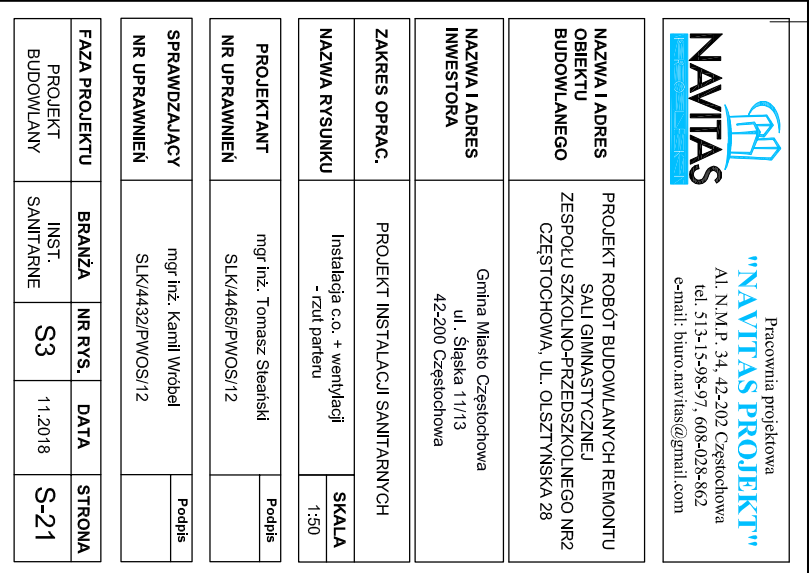 NAVITAS
PROJEKT
Pracownia projektowa
"NAVITAS PROJEKT"
Al. N.M.P. 34, 42-202 Częstochowa
tel. 513-15-98-97, 608-028-862
e-mail: biuro.navitas@gmail.com
NAZWA I ADRES
OBIEKTU
BUDOWLANEGO
PROJEKT ROBÓT BUDOWLANYCH REMONTU
SALI GIMNASTYCZNEJ
ZESPOŁU SZKOLNO-PRZEDSZKOLNEGO NR2
CZĘSTOCHOWA, UL. OLSZTYŃSKA 28
NAZWA I ADRES
INWESTORA
Gmina Miasto Częstochowa
ul. Śląska 11/13
42-200 Częstochowa
ZAKRES OPRAC.
PROJEKT INSTALACJI SANITARNYCH
NAZWA RYSUNKU
Instalacja c.o. + wentylacji
- rzut parteru
SKALA
1:50
PROJEKTANT
NR UPRAWNIEŃ
mgr inż. Tomasz Steański
SLK/4465/PWOS/12
Podpis
SPRAWDZAJĄCY
NR UPRAWNIEŃ
mgr inż. Kamil Wróbel
SLK/4432/PWOS/12
Podpis
FAZA PROJEKTU
BRANŻA
NR RYS.
DATA
STRONA
PROJEKT
BUDOWLANY
INST.
SANITARNE
S3
11.2018
S-21